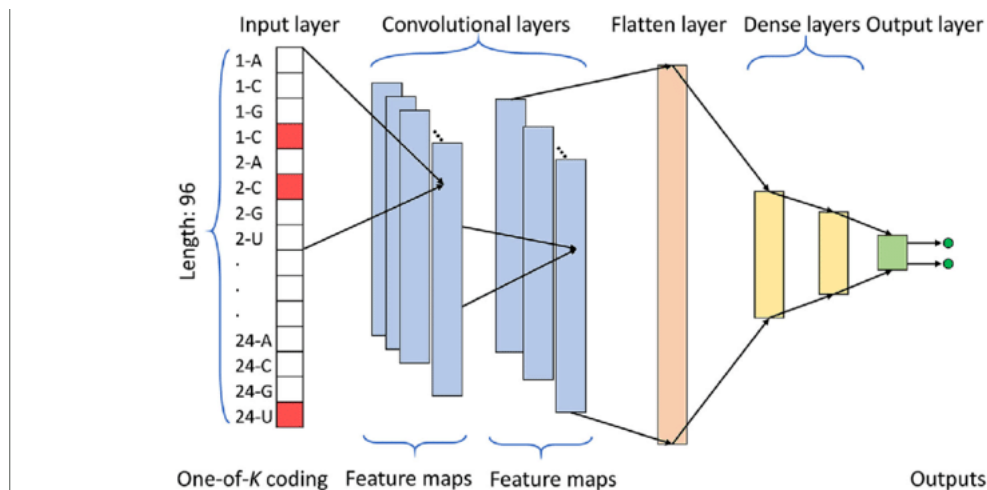 Input layer
Convolutional layers
Flatten layer
Dense layers
Output layer
Length: 96
1-A
1-C
1-G
1-C
2-A
2-C
2-G
2-U
.
.
.
24-A
24-C
24-G
24-U
One-of-K coding
Feature maps
Feature maps
Outputs